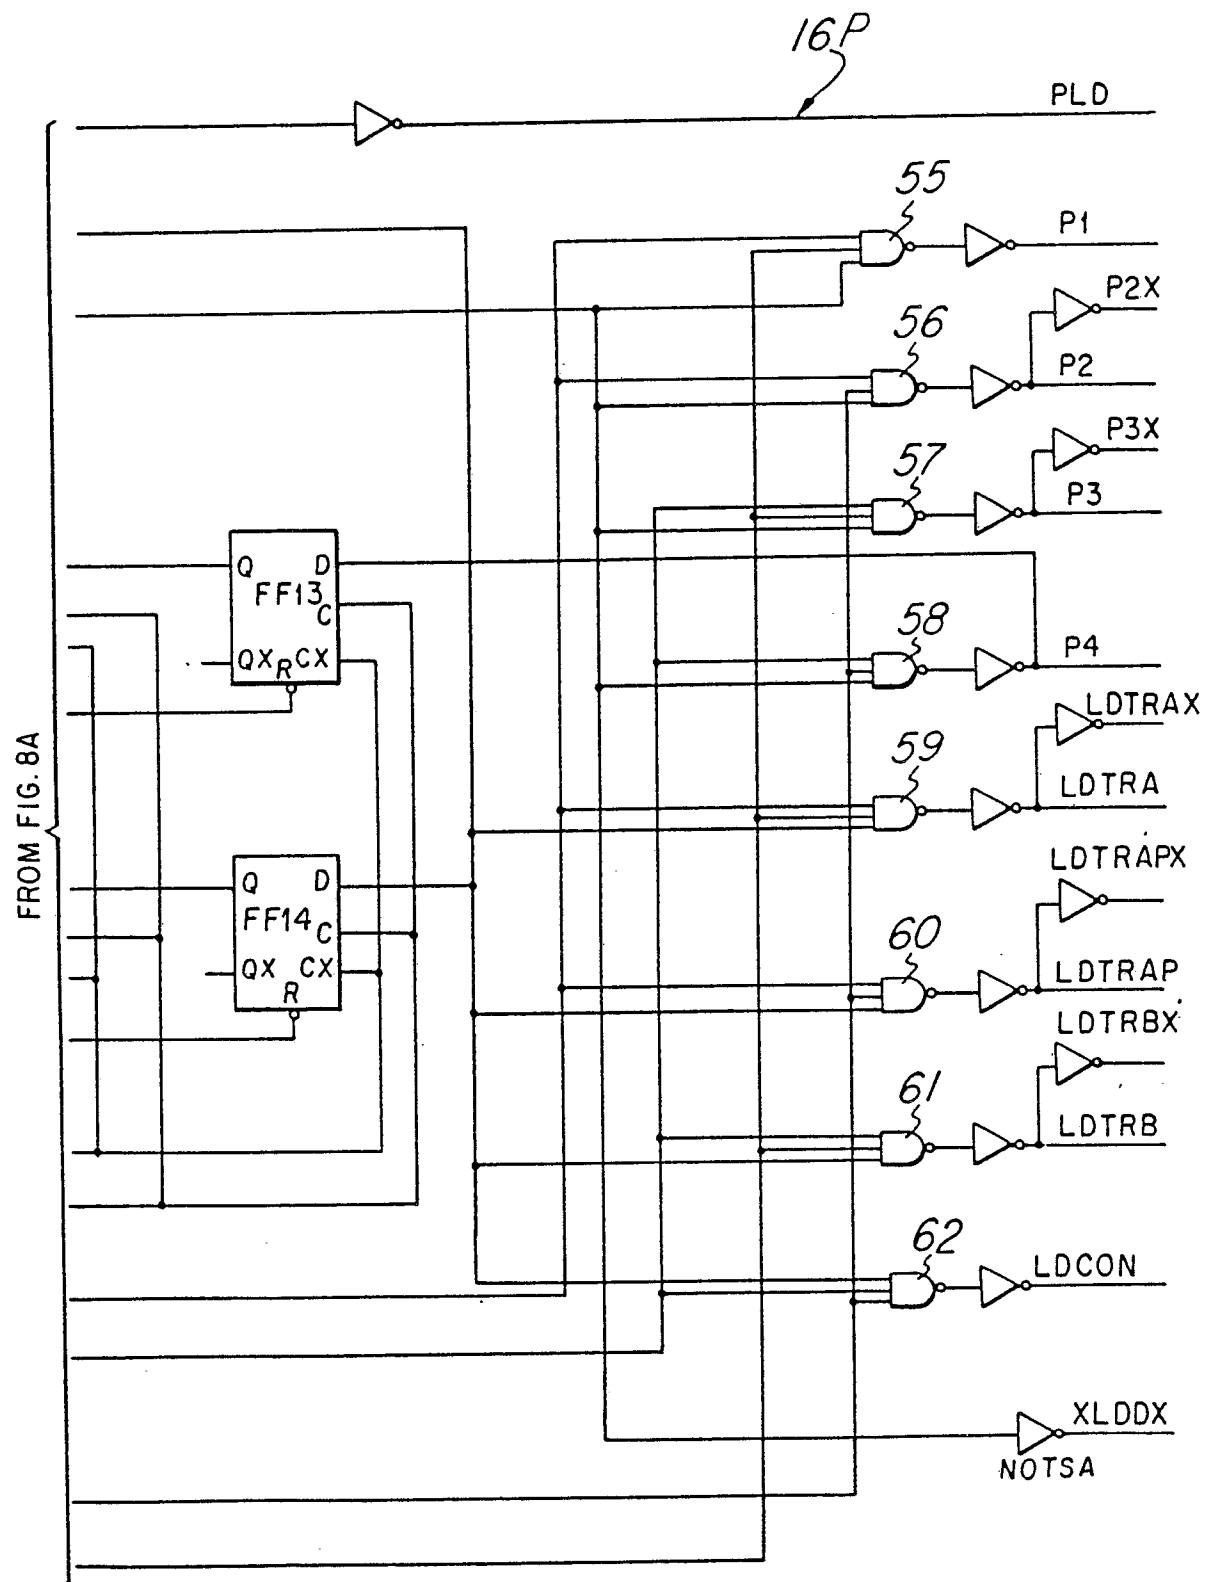 16P
PLD
55
P1
P2X
56
P2
P3X
57
P3
Q D
FF13
C
QX R CX
58
P4
LDTRAX
59
LDTRA
FROM FIG. 8A
LDTRAPX
Q D
FF14
C
QX CX
R
60
LDTRAP
LDTRBX
61
LDTRB
62
LDCON
XLDDX
NOTSA